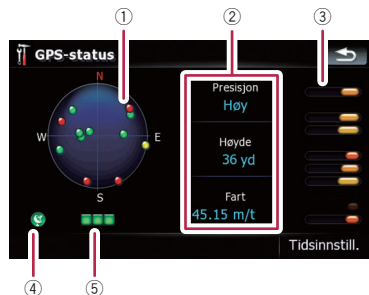 ① ② ③
GPS-status
N
W E
S
Presisjon
Høy
Høyde
36 yd
Fart
45.15 m/t
Tidsinnstill.
④ ⑤